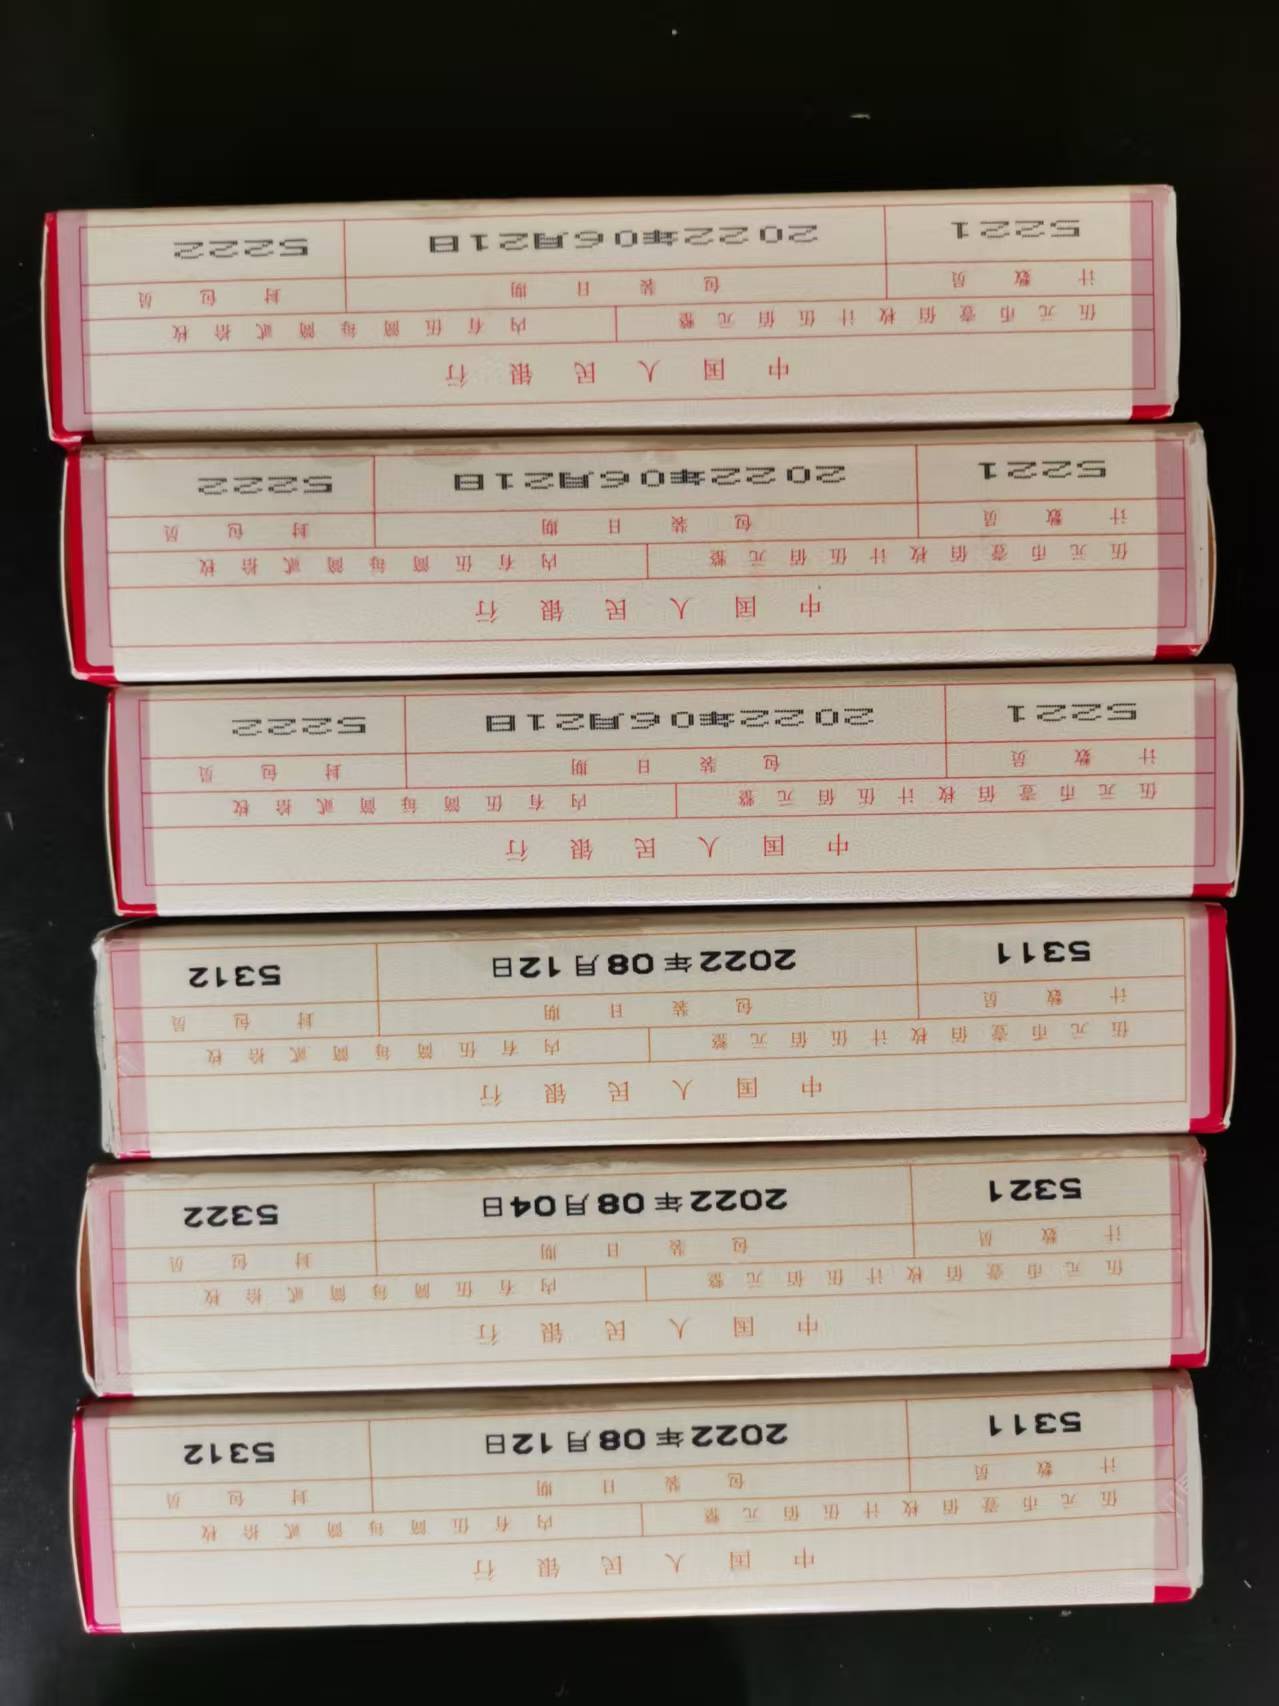 中国人民银行
伍元币壹佰枚计伍佰元整 内有伍筒每筒贰拾枚
计数员 包装日期 封包员
5311 2022年08月12日 5312
中国人民银行
伍元币壹佰枚计伍佰元整 内有伍筒每筒贰拾枚
计数员 包装日期 封包员
5321 2022年08月04日 5322
中国人民银行
伍元币壹佰枚计伍佰元整 内有伍筒每筒贰拾枚
计数员 包装日期 封包员
5311 2022年08月12日 5312
中国人民银行
伍元币壹佰枚计伍佰元整 内有伍筒每筒贰拾枚
计数员 包装日期 封包员
5221 2022年06月21日 5222
中国人民银行
伍元币壹佰枚计伍佰元整 内有伍筒每筒贰拾枚
计数员 包装日期 封包员
5221 2022年06月21日 5222
中国人民银行
伍元币壹佰枚计伍佰元整 内有伍筒每筒贰拾枚
计数员 包装日期 封包员
5221 2022年06月21日 5222